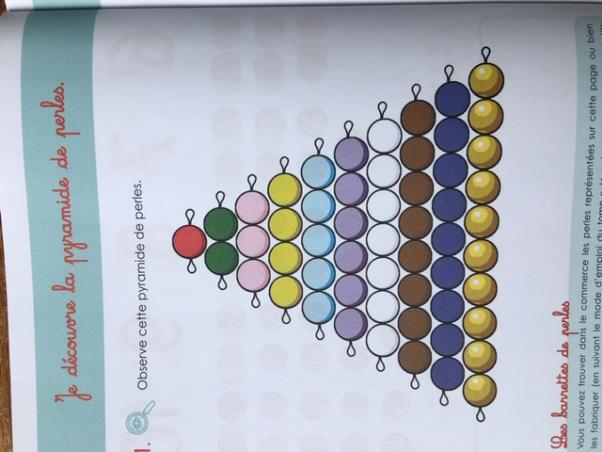 Je découvre la pyramide de perles.
1. Observe cette pyramide de perles.
Les barrettes de perles
Vous pouvez trouver dans le commerce les perles représentées sur cette page ou bien
les fabriquer (en suivant le mode d'emploi du